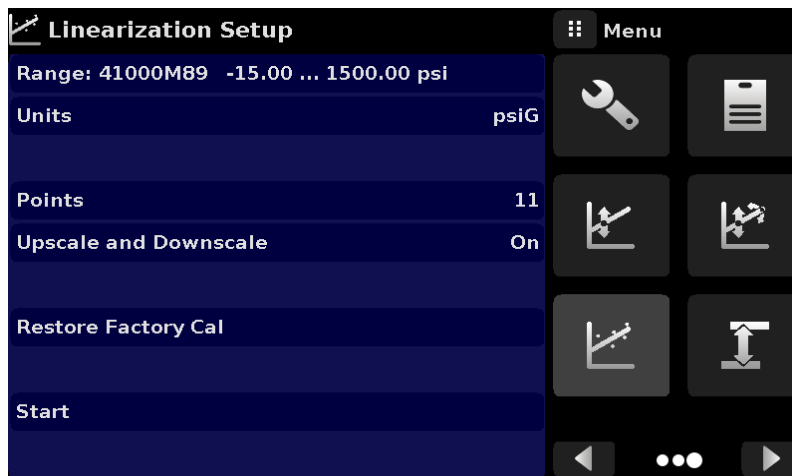 Linearization Setup
Menu
Range: 41000M89 -15.00 ... 1500.00 psi
Units psiG
Points 11
Upscale and Downscale On
Restore Factory Cal
Start